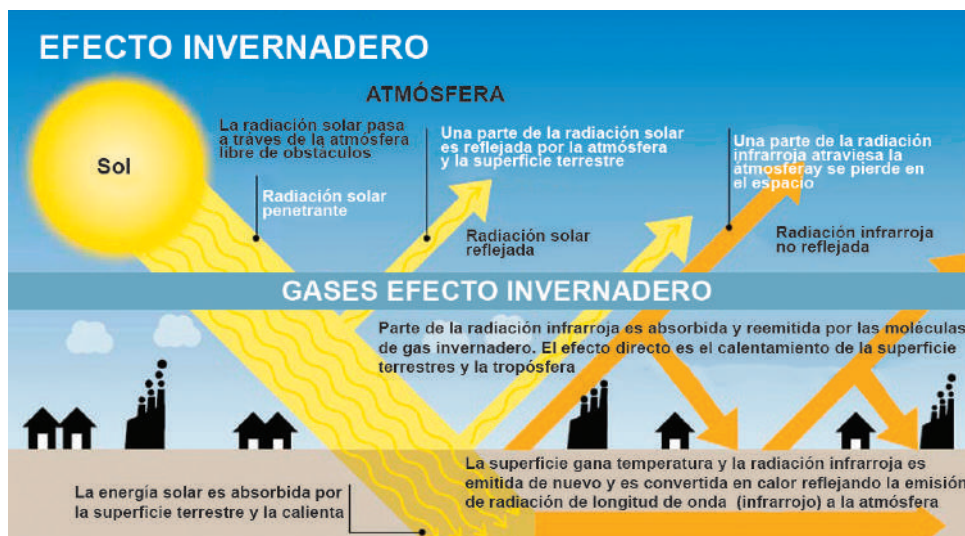 EFECTO INVERNADERO
ATMÓSFERA
Sol
La radiación solar pasa
a tráves de la atmósfera
libre de obstáculos
Radiación solar
penetrante
Una parte de la radiación solar
es reflejada por la atmósfera
y la superficie terrestre
Radiación solar
reflejada
Una parte de la radiación
infrarroja atraviesa la
atmosferay se pierde en
el espacio
Radiación infrarroja
no reflejada
GASES EFECTO INVERNADERO
Parte de la radiación infrarroja es absorbida y reemitida por las moléculas
de gas invernadero. El efecto directo es el calentamiento de la superficie
terrestres y la tropósfera
La superficie gana temperatura y la radiación infrarroja es
emitida de nuevo y es convertida en calor reflejando la emisión
de radiación de longitud de onda (infrarrojo) a la atmósfera
La energía solar es absorbida por
la superficie terrestre y la calienta